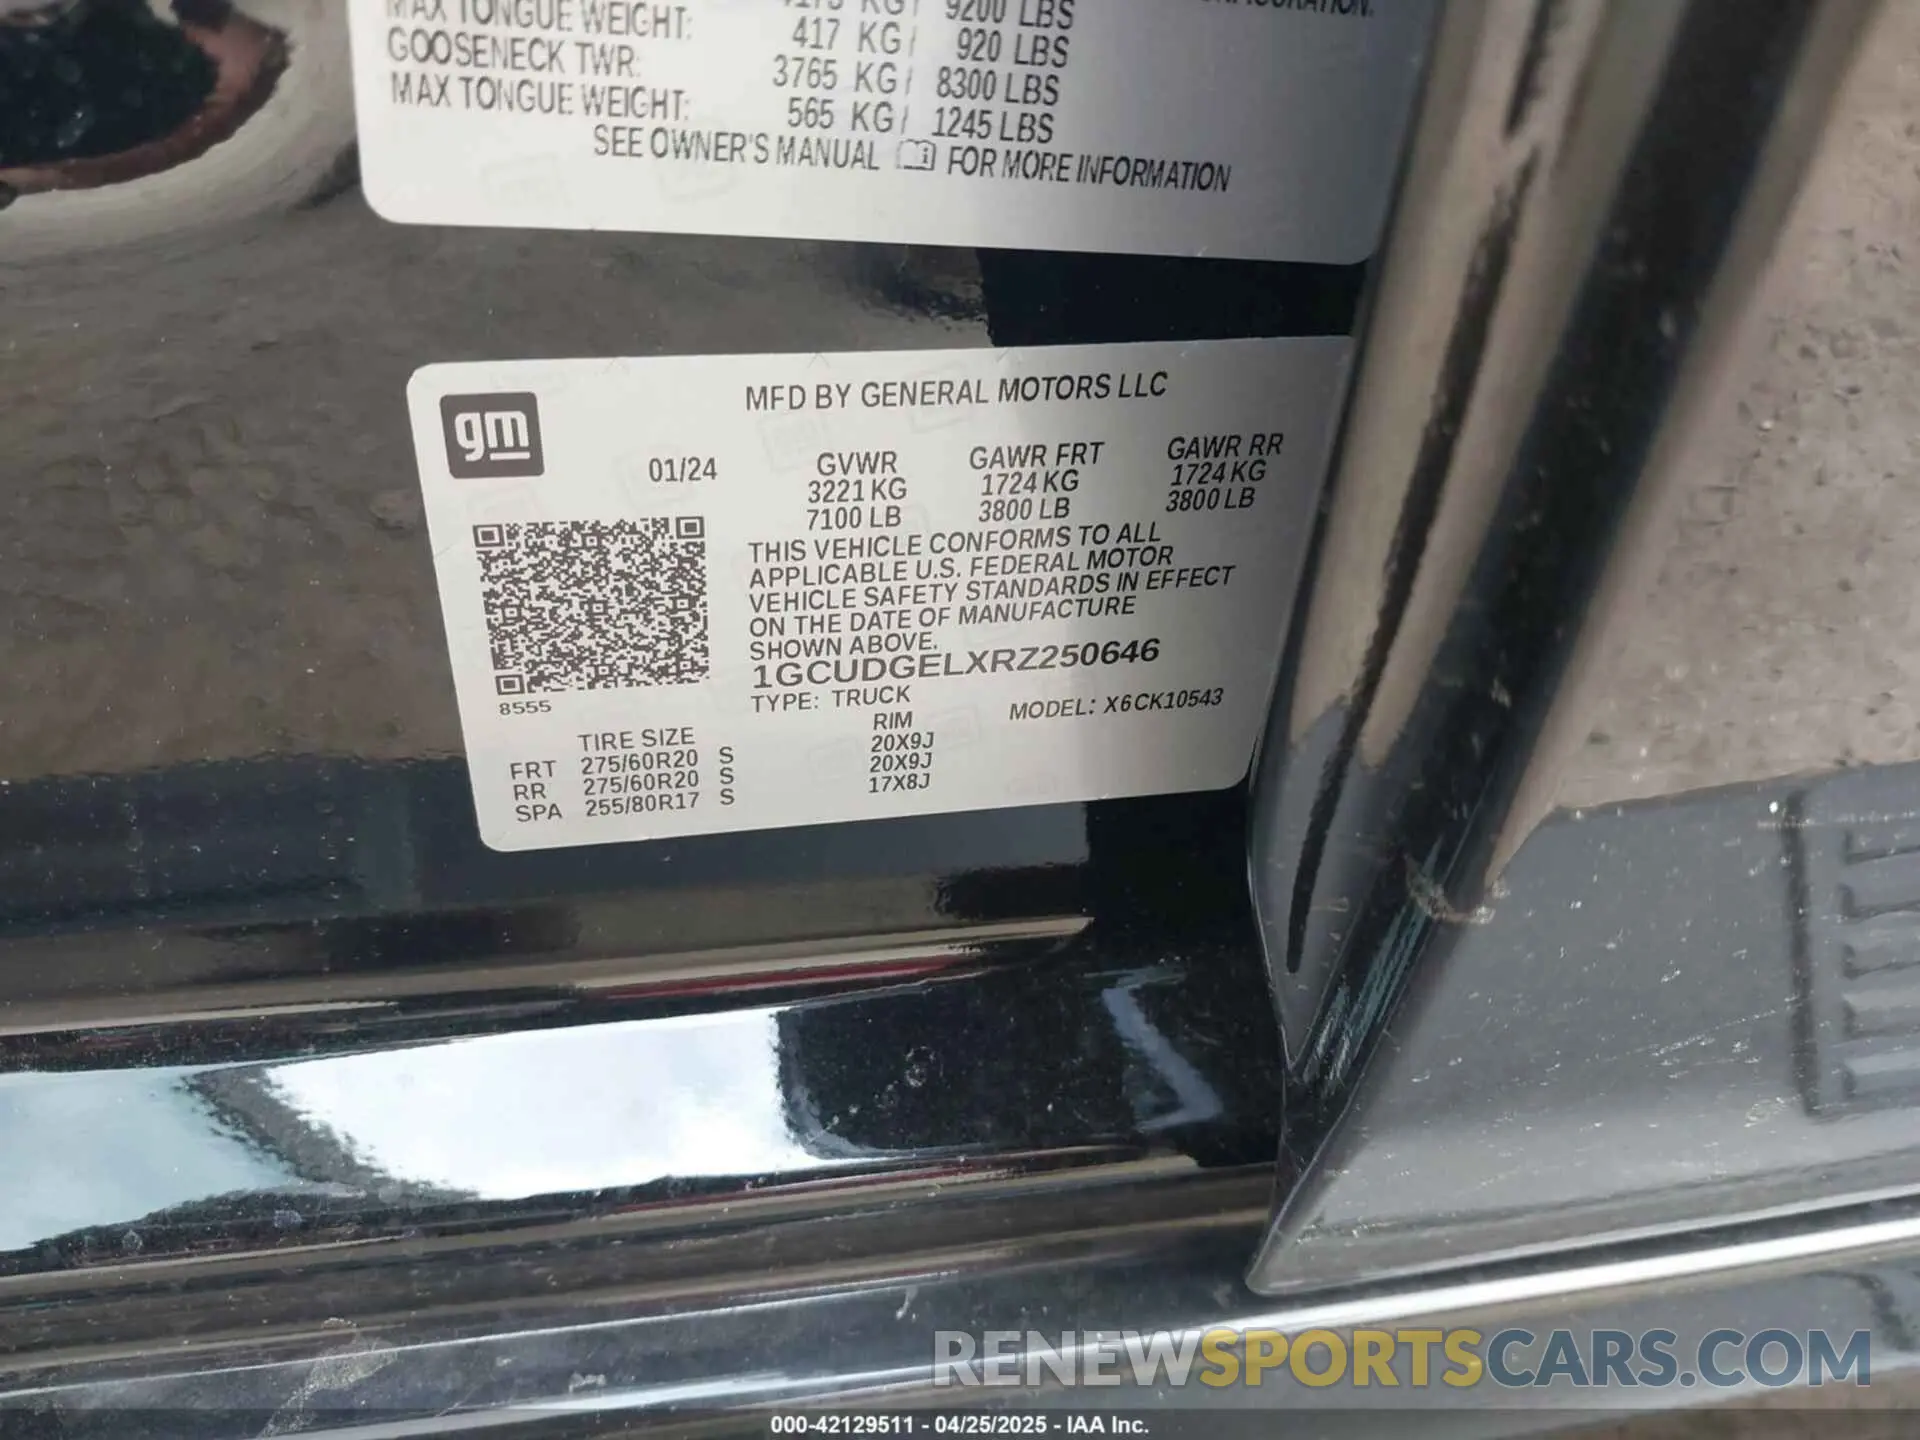 MAX TONGUE WEIGHT: 417 KG/ 920 LBS
GOOSENECK TWR: 3765 KG/ 8300 LBS
MAX TONGUE WEIGHT: 565 KG/ 1245 LBS
SEE OWNER'S MANUAL FOR MORE INFORMATION
gm
MFD BY GENERAL MOTORS LLC
01/24
GVWR GAWR FRT GAWR RR
3221 KG 1724 KG 1724 KG
7100 LB 3800 LB 3800 LB
THIS VEHICLE CONFORMS TO ALL
APPLICABLE U.S. FEDERAL MOTOR
VEHICLE SAFETY STANDARDS IN EFFECT
ON THE DATE OF MANUFACTURE
SHOWN ABOVE.
1GCUDGELXRZ250646
8555
TYPE: TRUCK MODEL: X6CK10543
TIRE SIZE RIM
FRT 275/60R20 S 20X9J
RR 275/60R20 S 20X9J
SPA 255/80R17 S 17X8J
RENEWSPORTSCARS.COM
000-42129511 - 04/25/2025 - IAA Inc.